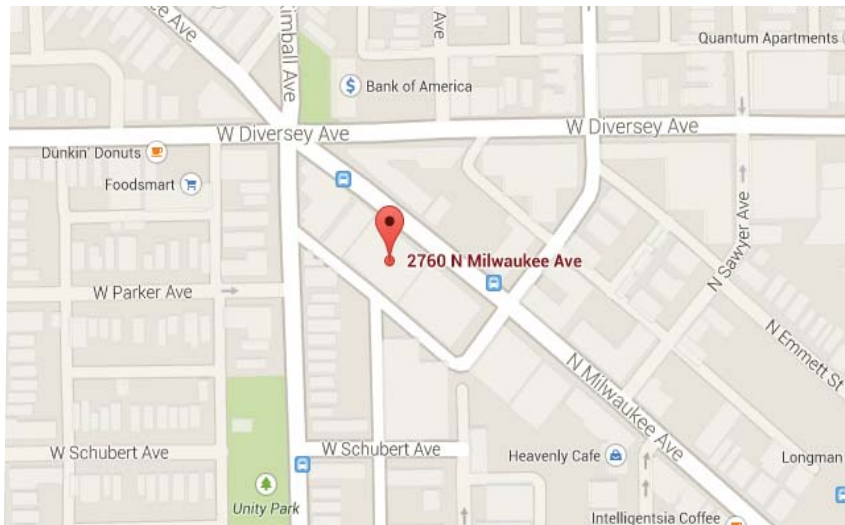 ee Ave
Kimball Ave
Ave
Quantum Apartments
$ Bank of America
W Diversey Ave
W Diversey Ave
Dunkin' Donuts
Foodsmart
2760 N Milwaukee Ave
N Sawyer Ave
W Parker Ave
N Emmett St
N Milwaukee Ave
W Schubert Ave
W Schubert Ave
Heavenly Cafe
Longman
Unity Park
Intelligentsia Coffee